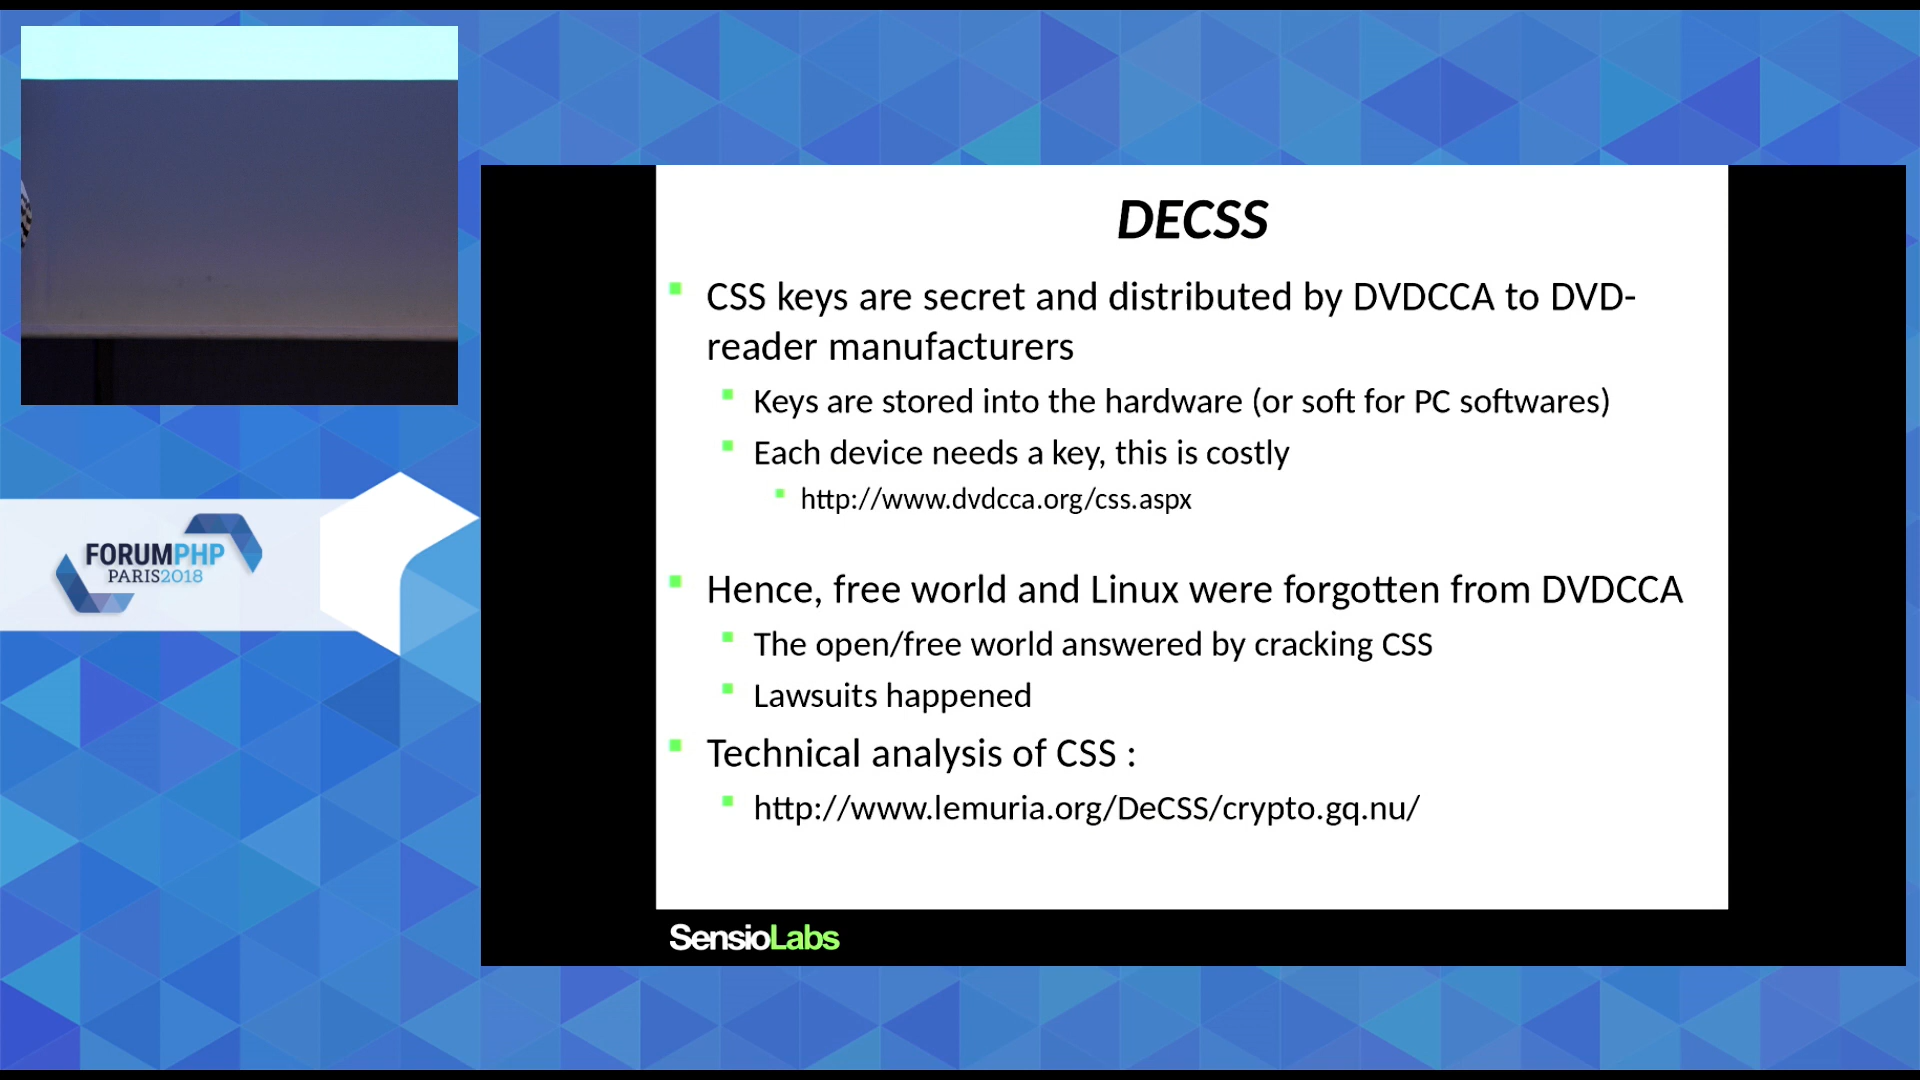 DECSS
CSS keys are secret and distributed by DVDCCA to DVD-
reader manufacturers
Keys are stored into the hardware (or soft for PC softwares)
Each device needs a key, this is costly
http://www.dvdcca.org/css.aspx
Hence, free world and Linux were forgotten from DVDCCA
The open/free world answered by cracking CSS
Lawsuits happened
Technical analysis of CSS :
http://www.lemuria.org/DeCSS/crypto.gq.nu/
SensioLabs
FORUMPHP
PARIS2018